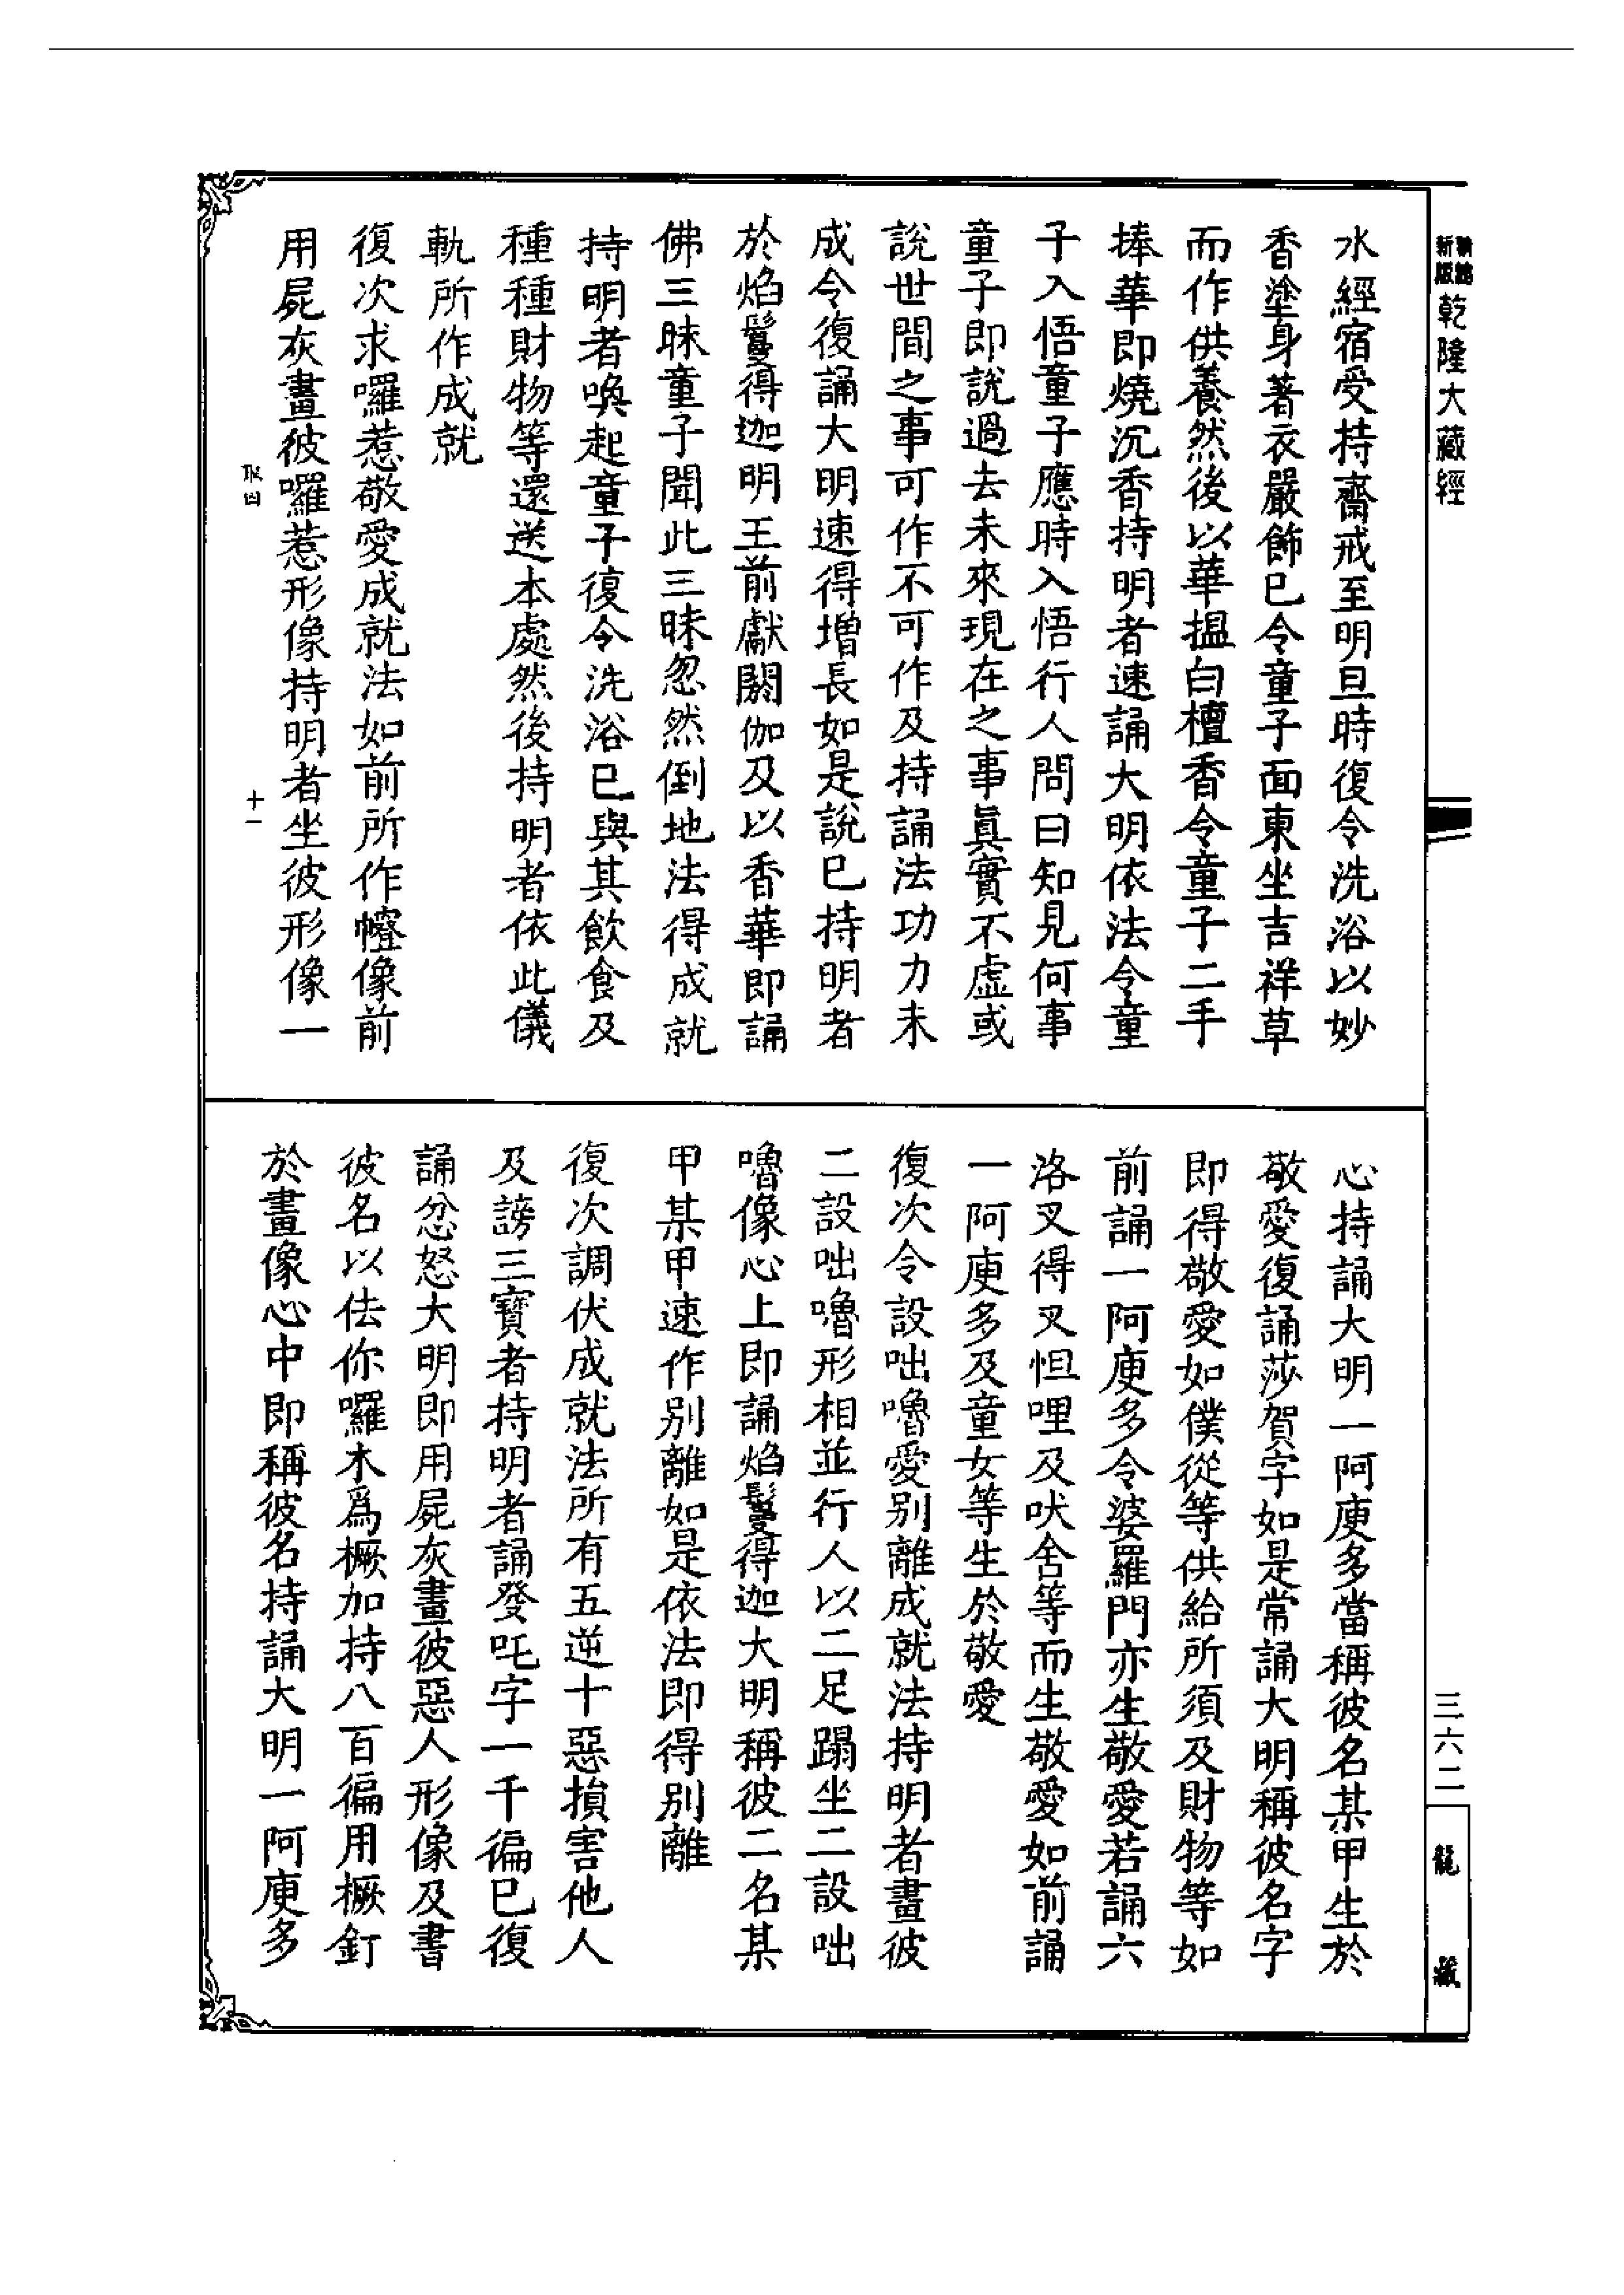 乾隆大藏經
水經宿受持齋戒至明旦時復令洗浴以妙
香塗身著衣嚴飾已令童子面東坐吉祥草
而作供養然後以華搵白檀香令童子二手
捧華即燒沉香持明者速誦大明依法令童
子入悟童子應時入悟行人問曰知見何事
童子即說過去未來現在之事眞實不虛或
說世間之事可作不可作及持誦法功力未
成令復誦大明速得增長如是說已持明者
於焰鬘得迦明王前獻閼伽及以香華即誦
佛三昧童子聞此三昧忽然倒地法得成就
持明者喚起童子復令洗浴已與其飲食及
種種財物等還送本處然後持明者依此儀
軌所作成就
復次求囉惹敬愛成就法如前所作㡧像前
用屍灰畫彼囉惹形像持明者坐彼形像一
十一
心持誦大明一阿庾多當稱彼名某甲生於
敬愛復誦莎賀字如是常誦大明稱彼名字
即得敬愛如僕從等供給所須及財物等如
前誦一阿庾多令婆羅門亦生敬愛若誦六
洛叉得叉怛哩及吠舍等而生敬愛如前誦
一阿庾多及童女等生於敬愛
復次令設咄嚕愛別離成就法持明者畫彼
二設咄嚕形相並行人以二足蹋坐二設咄
嚕像心上即誦焰鬘得迦大明稱彼二名某
甲某甲速作別離如是依法即得別離
復次調伏成就法所有五逆十惡損害他人
及謗三寶者持明者誦發吒字一千徧已復
誦忿怒大明即用屍灰畫彼惡人形像及書
彼名以佉你囉木爲橛加持八百徧用橛釘
於畫像心中即稱彼名持誦大明一阿庾多
三六二
龍藏